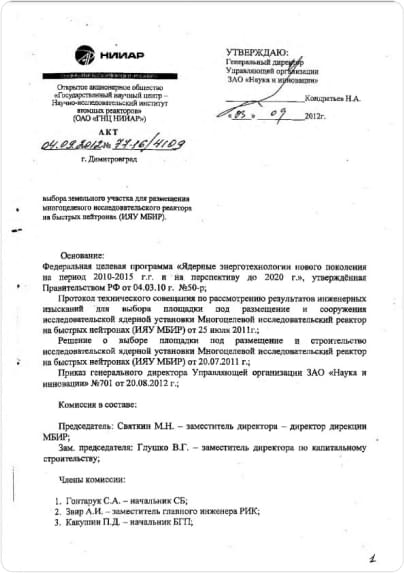 НИИАР
Открытое акционерное общество
«Государственный научный центр –
Научно-исследовательский институт
атомных реакторов»
(ОАО «ГНЦ НИИАР»)
УТВЕРЖДАЮ:
Генеральный директор
Управляющей организации
ЗАО «Наука и инновации»
Кондратьев Н.А.
«03» 09 2012г.
АКТ
04.09.2012 № 77-16/4109
г. Димитровград
выбора земельного участка для размещения
многоцелевого исследовательского реактора
на быстрых нейтронах (ИЯУ МБИР).
Основание:
Федеральная целевая программа «Ядерные энерготехнологии нового поколения
на период 2010-2015 г.г. и на перспективу до 2020 г.», утверждённая
Правительством РФ от 04.03.10 г. №50-р;
Протокол технического совещания по рассмотрению результатов инженерных
изысканий для выбора площадки под размещение и сооружения
исследовательской ядерной установки Многоцелевой исследовательский реактор
на быстрых нейтронах (ИЯУ МБИР) от 25 июля 2011г.;
Решение о выборе площадки под размещение и строительство
исследовательской ядерной установки Многоцелевой исследовательский реактор
на быстрых нейтронах (ИЯУ МБИР) от 20.07.2011 г.;
Приказ генерального директора Управляющей организации ЗАО «Наука и
инновации» №701 от 20.08.2012 г.;
Комиссия в составе:
Председатель: Святкин М.Н. – заместитель директора – директор дирекции
МБИР;
Зам. председателя: Глушко В.Г. – заместитель директора по капитальному
строительству;
Члены комиссии:
1. Гонтарук С.А. – начальник СБ;
2. Звир А.И. – заместитель главного инженера РИК;
3. Какушин П.Д. – начальник БГП;
1